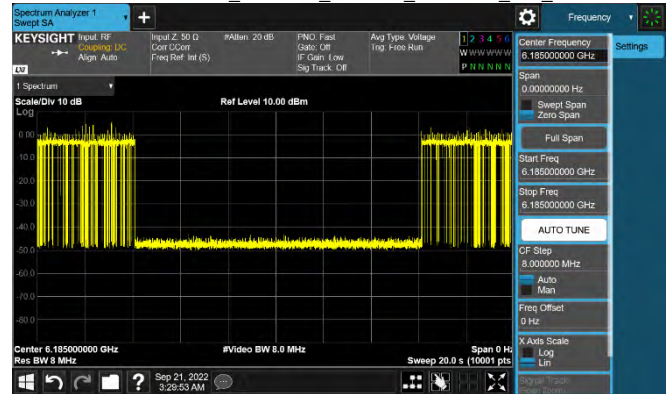 Spectrum Analyzer 1
Swept SA
+
Frequency
KEYSIGHT
Input: RF
Coupling: DC
Align: Auto
Input Z: 50 Ω
Corr CCorr
Freq Ref: Int (S)
#Atten: 20 dB
PNO: Fast
Gate: Off
IF Gain: Low
Sig Track: Off
Avg Type: Voltage
Trig: Free Run
1 2 3 4 5 6
W W W W W W
P N N N N N
LXI
1 Spectrum
Scale/Div 10 dB
Ref Level 10.00 dBm
Log
0.00
-10.0
-20.0
-30.0
-40.0
-50.0
-60.0
-70.0
-80.0
Center 6.185000000 GHz
#Video BW 8.0 MHz
Span 0 Hz
Res BW 8 MHz
Sweep 20.0 s (10001 pts
?
Sep 21, 2022
3:29:53 AM
Settings
Center Frequency
6.185000000 GHz
Span
0.00000000 Hz
Swept Span
Zero Span
Full Span
Start Freq
6.185000000 GHz
Stop Freq
6.185000000 GHz
AUTO TUNE
CF Step
8.000000 MHz
Auto
Man
Freq Offset
0 Hz
X Axis Scale
Log
Lin
Signal Track